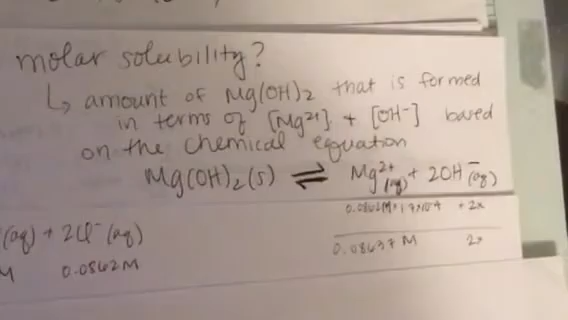 molar solubility?
↳ amount of Mg(OH)2 that is formed
in terms of [Mg2+] + [OH-] based
on the chemical equation
Mg(OH)2(s) ⇌ Mg2+(aq) + 2OH-(aq)
+ 2x
(aq) + 2Cl-(aq)
0.08637 M 2x
0.0862 M